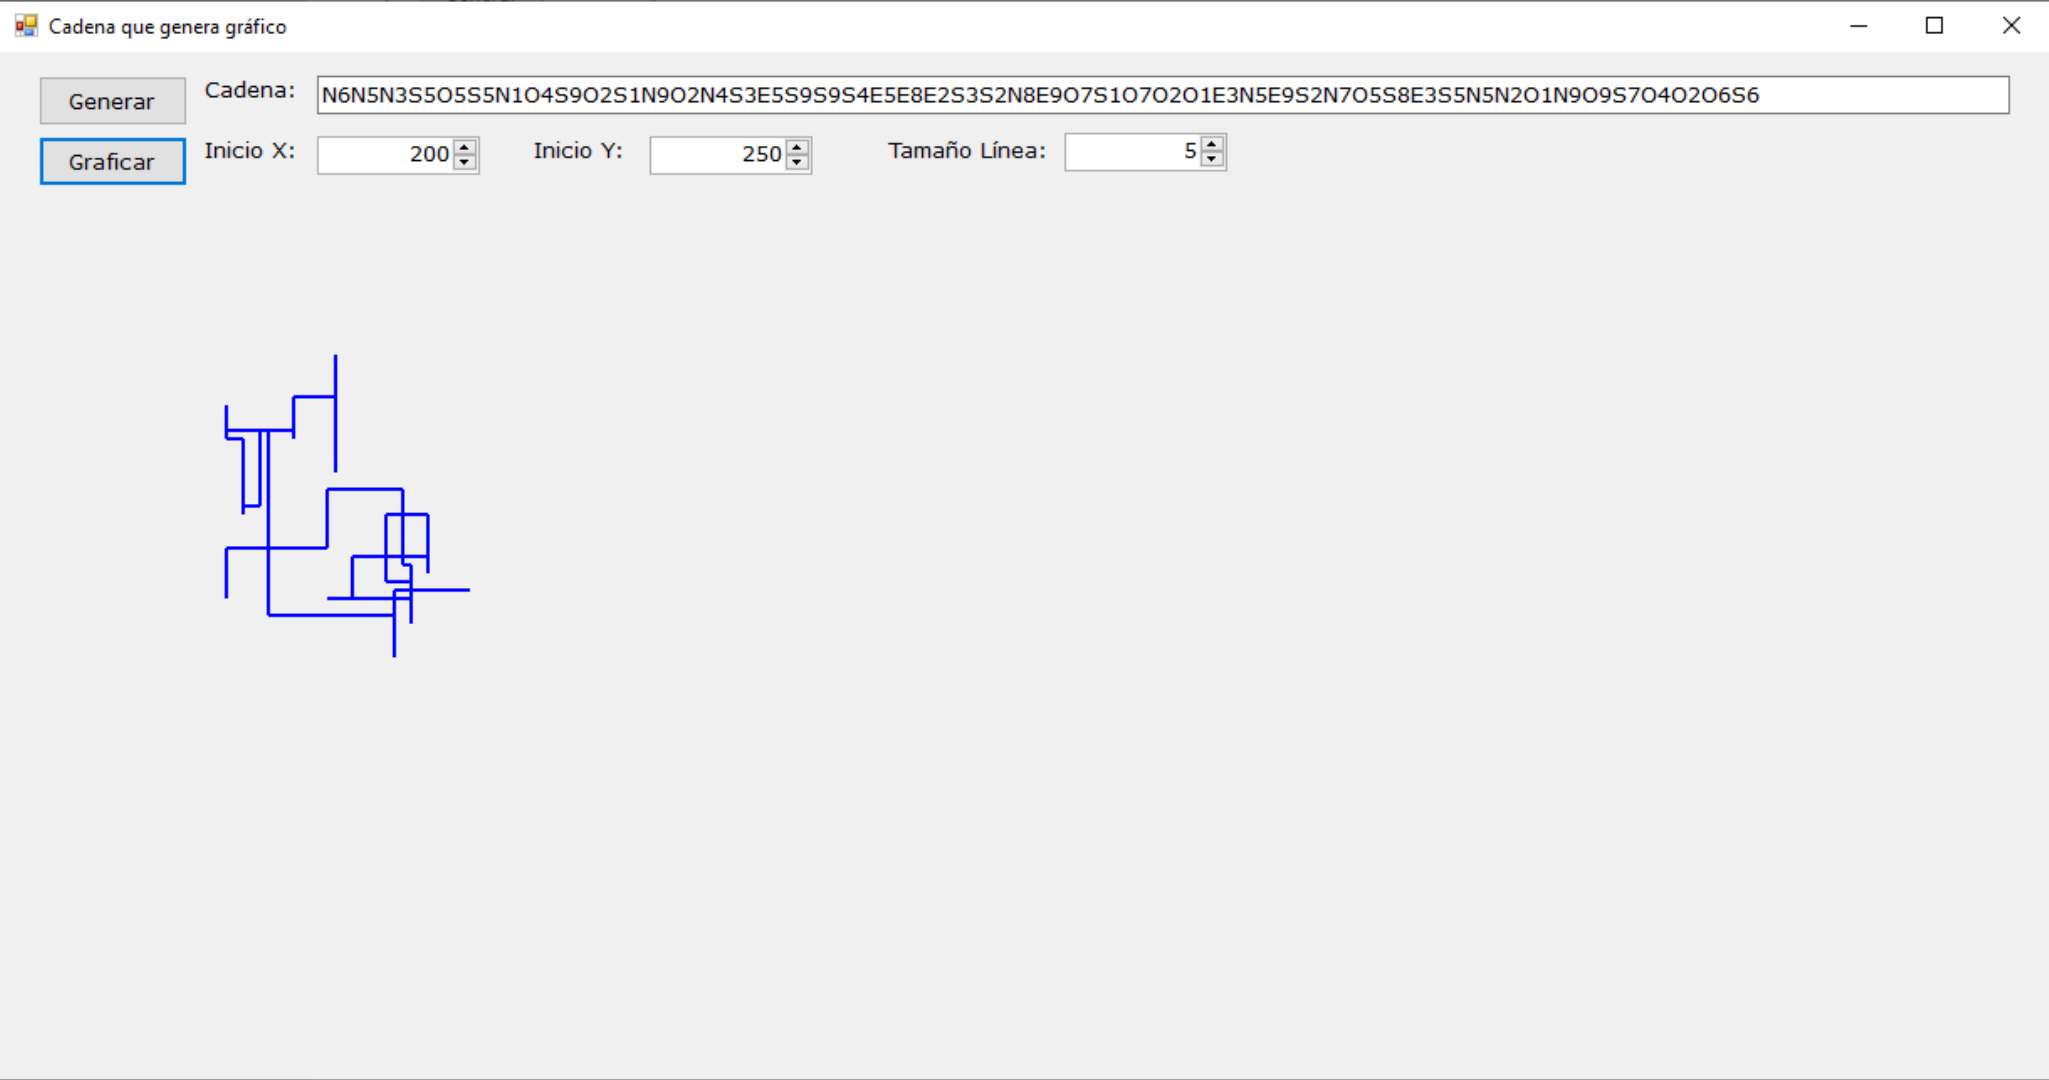 Cadena que genera gráfico
Generar Cadena: N6N5N3S5O5S5N1O4S9O2S1N9O2N4S3E5S9S9S4E5E8E2S3S2N8E9O7S1O7O2O1E3N5E9S2N7O5S8E3S5N5N2O1N9O9S7O4O2O6S6
Graficar Inicio X: 200 Inicio Y: 250 Tamaño Línea: 5